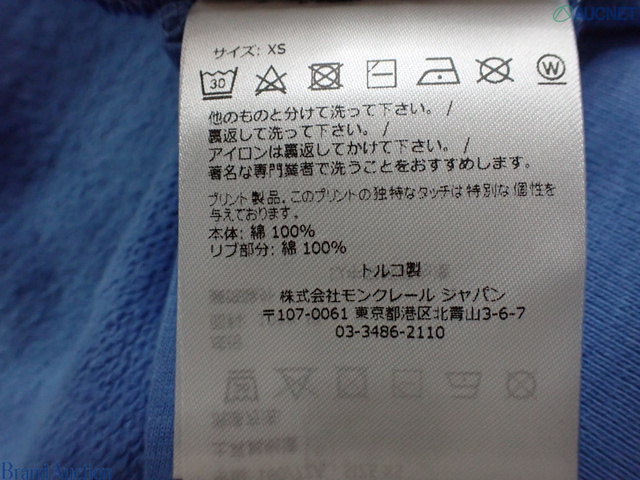 AUCNET
サイズ: XS
30
W
他のものと分けて洗って下さい。/
裏返して洗って下さい。/
アイロンは裏返してかけて下さい。/
著名な専門業者で洗うことをおすすめします。
プリント製品。このプリントの独特なタッチは特別な個性を
与えております。
本体: 綿 100%
リブ部分: 綿 100%
トルコ製
株式会社モンクレール ジャパン
〒107-0061 東京都港区北青山3-6-7
03-3486-2110
Brand Auction